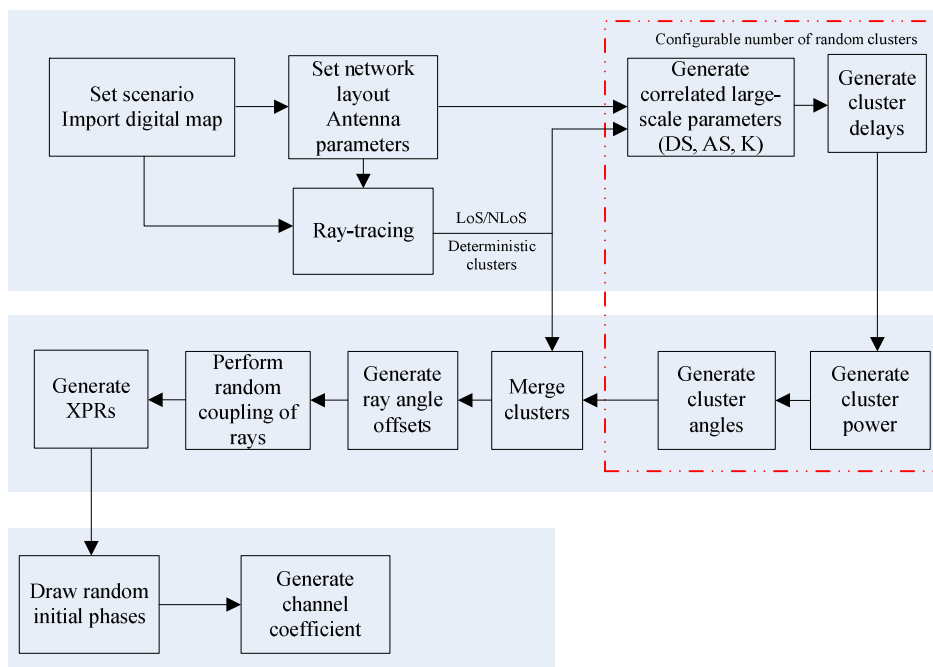 Configurable number of random clusters
Set scenario
Import digital map
Set network
layout
Antenna
parameters
Generate
correlated large-
scale parameters
(DS, AS, K)
Generate
cluster
delays
Ray-tracing
LoS/NLoS
Deterministic
clusters
Generate
XPRs
Perform
random
coupling of
rays
Generate
ray angle
offsets
Merge
clusters
Generate
cluster
angles
Generate
cluster
power
Draw random
initial phases
Generate
channel
coefficient